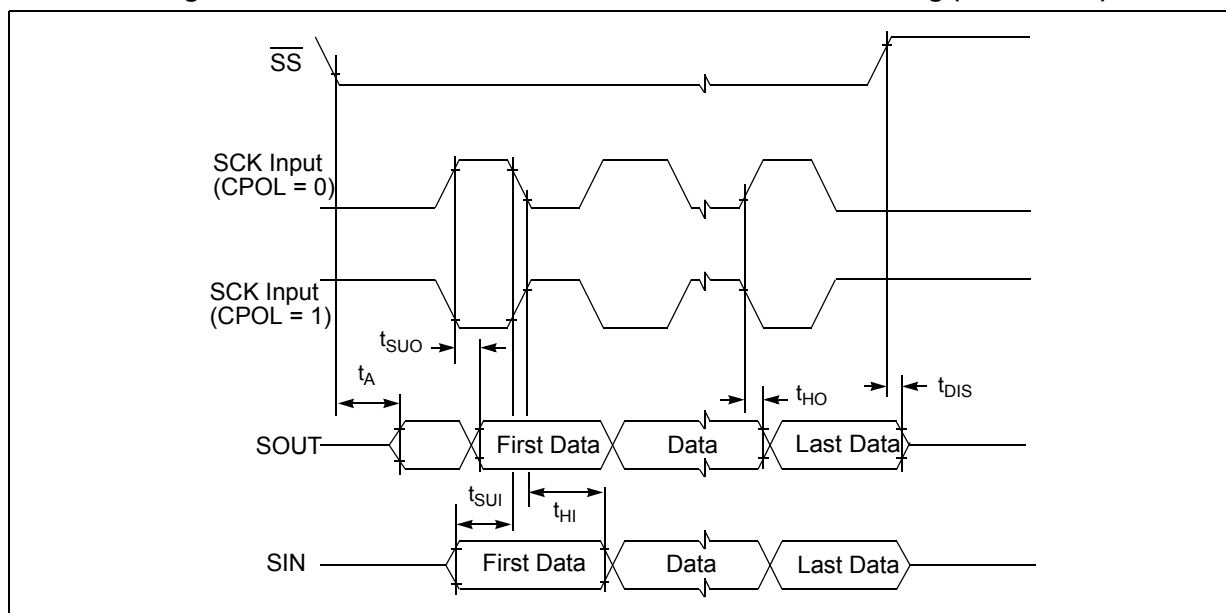 SS
SCK Input
(CPOL = 0)
SCK Input
(CPOL = 1)
tSUO
tA
tHO
tDIS
SOUT
First Data
Data
Last Data
tSUI
tHI
SIN
First Data
Data
Last Data